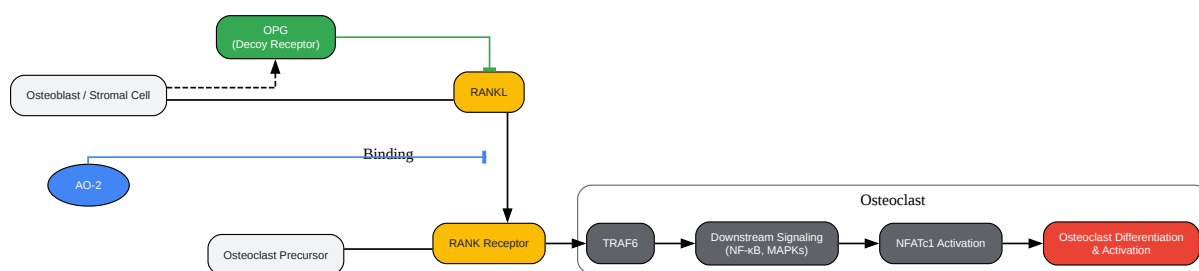 OPG
(Decoy Receptor)
Osteoblast / Stromal Cell
RANKL
Binding
AO-2
Osteoclast
RANK Receptor
TRAF6
Downstream Signaling
(NF-κB, MAPKs)
NFATc1 Activation
Osteoclast Differentiation
& Activation
Osteoclast Precursor